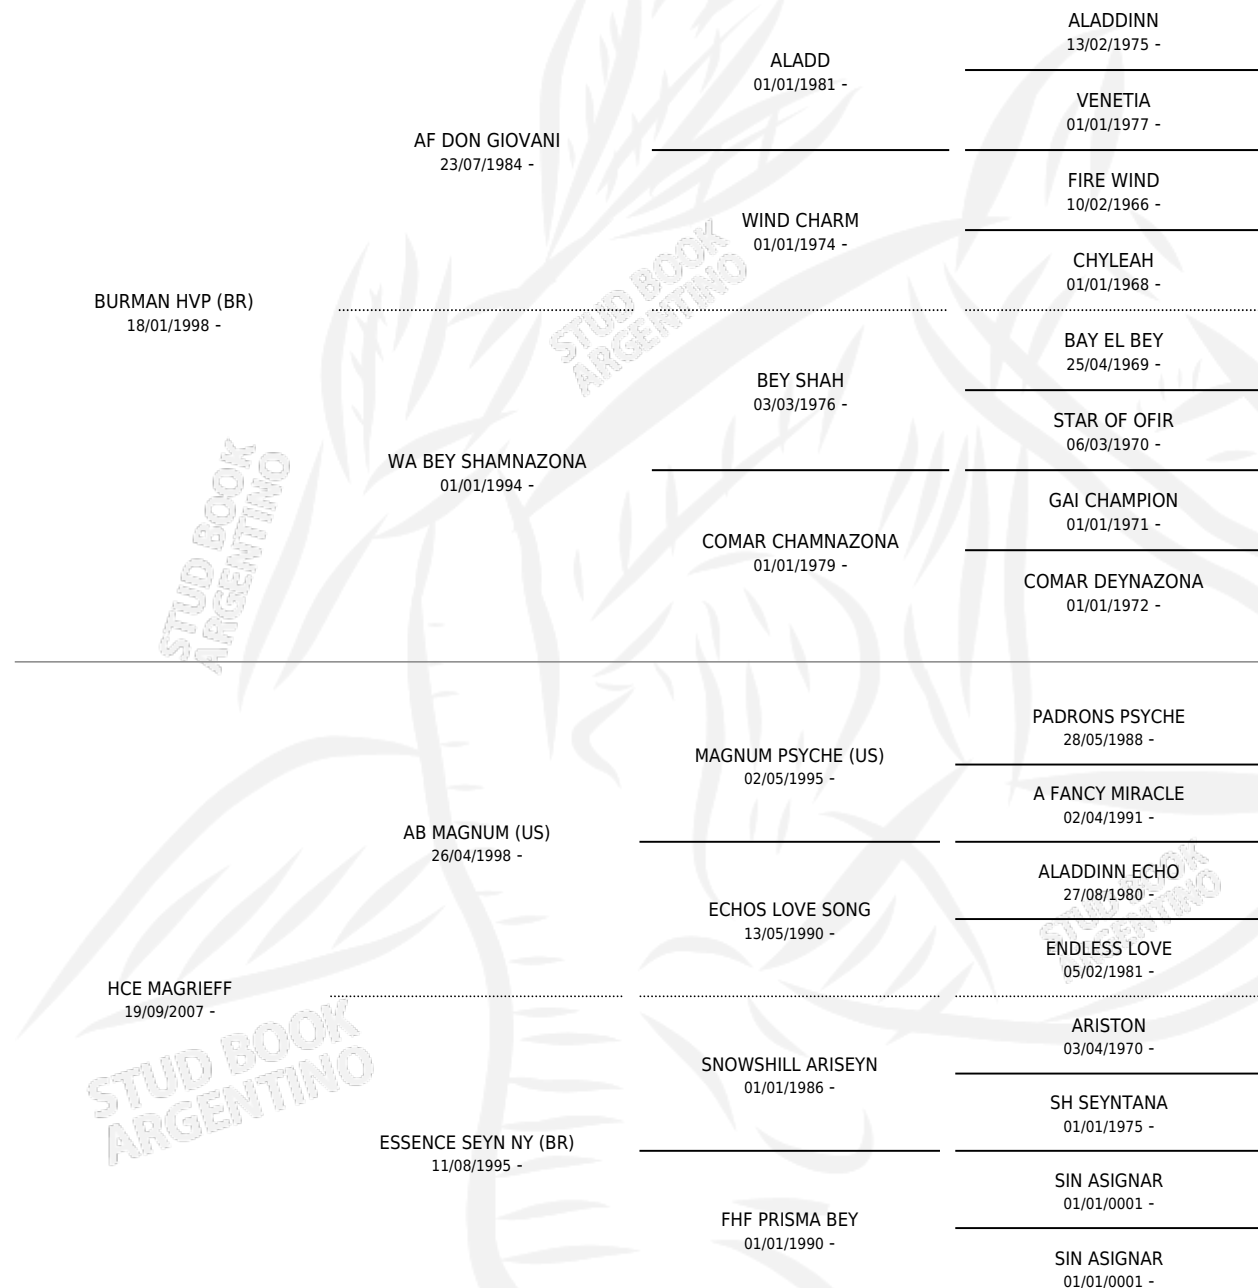 ALADDINN
13/02/1975 -
ALADD
01/01/1981 -
VENETIA
01/01/1977 -
AF DON GIOVANI
23/07/1984 -
FIRE WIND
10/02/1966 -
WIND CHARM
01/01/1974 -
CHYLEAH
01/01/1968 -
BURMAN HVP (BR)
18/01/1998 -
STUD BOOK
ARGENTINO
BAY EL BEY
25/04/1969 -
BEY SHAH
03/03/1976 -
STAR OF OFIR
06/03/1970 -
WA BEY SHAMNAZONA
01/01/1994 -
GAI CHAMPION
01/01/1971 -
COMAR CHAMNAZONA
01/01/1979 -
COMAR DEYNAZONA
01/01/1972 -
STUD BOOK
ARGENTINO
PADRONS PSYCHE
28/05/1988 -
MAGNUM PSYCHE (US)
02/05/1995 -
A FANCY MIRACLE
02/04/1991 -
AB MAGNUM (US)
26/04/1998 -
ALADDINN ECHO
27/08/1980 -
STUD BOOK
ARGENTINO
ECHOS LOVE SONG
13/05/1990 -
ENDLESS LOVE
05/02/1981 -
HCE MAGRIEFF
19/09/2007 -
STUD BOOK
ARGENTINO
ARISTON
03/04/1970 -
SNOWSHILL ARISEYN
01/01/1986 -
SH SEYNTANA
01/01/1975 -
ESSENCE SEYN NY (BR)
11/08/1995 -
SIN ASIGNAR
01/01/0001 -
FHF PRISMA BEY
01/01/1990 -
SIN ASIGNAR
01/01/0001 -